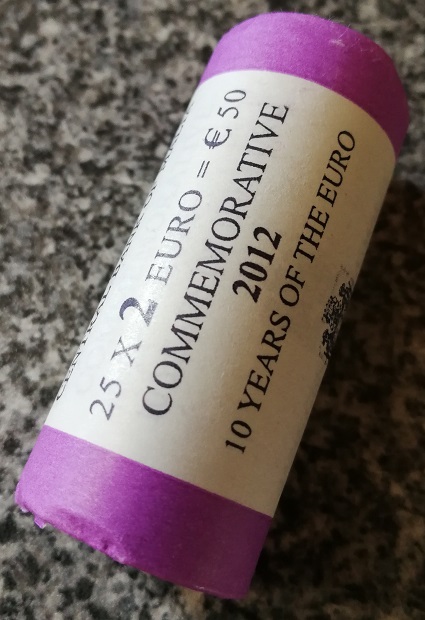 25 X 2 EURO = € 50
COMMEMORATIVE
2012
10 YEARS OF THE EURO